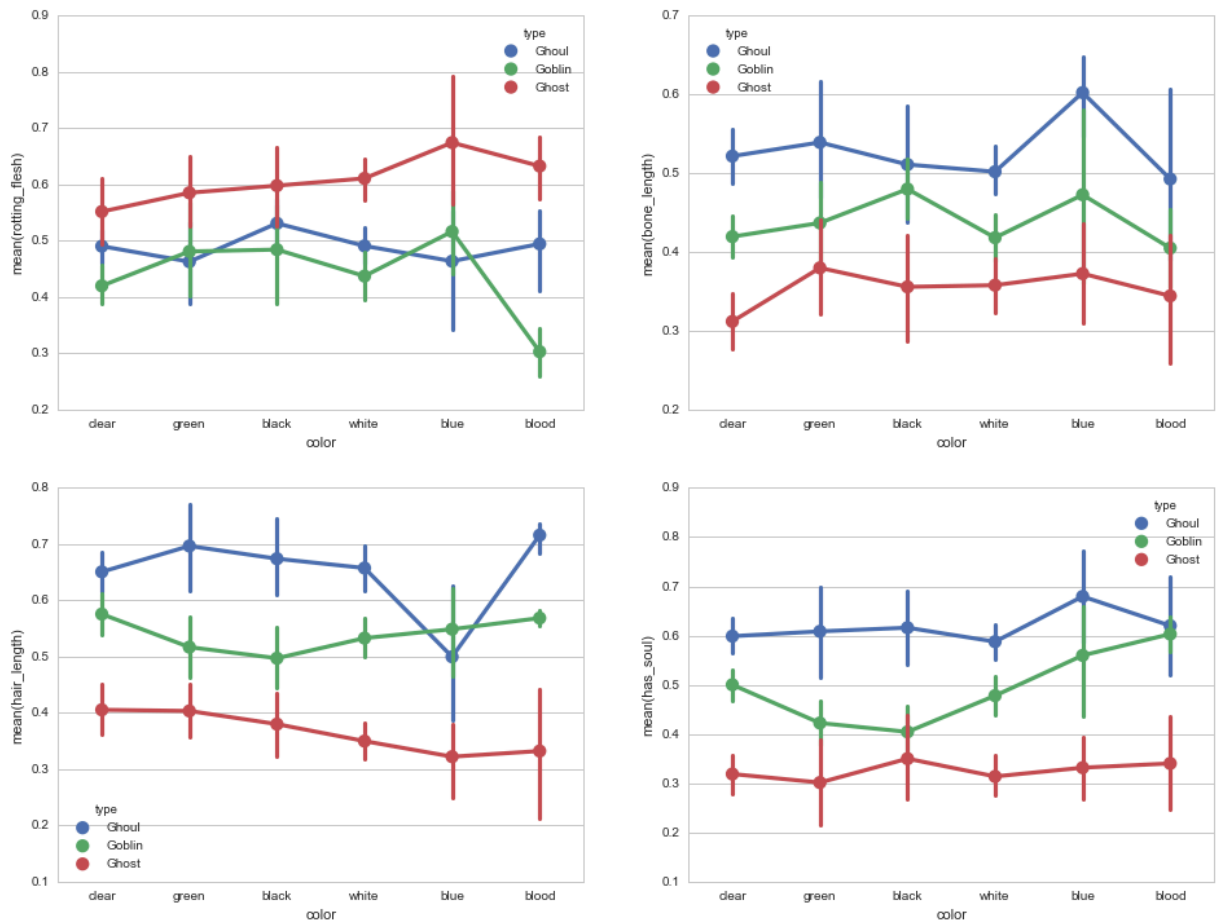 0.9
0.8
0.7
0.6
0.5
0.4
0.3
0.2
mean(rotting_flesh)
type
Ghoul
Goblin
Ghost
clear green black white blue blood
color
0.7
0.6
0.5
0.4
0.3
0.2
mean(bone_length)
type
Ghoul
Goblin
Ghost
clear green black white blue blood
color
0.8
0.7
0.6
0.5
0.4
0.3
0.2
0.1
mean(hair_length)
type
Ghoul
Goblin
Ghost
clear green black white blue blood
color
0.9
0.8
0.7
0.6
0.5
0.4
0.3
0.2
0.1
mean(has_soul)
type
Ghoul
Goblin
Ghost
clear green black white blue blood
color